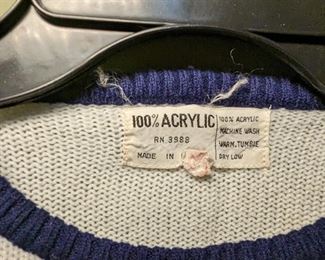 100% ACRYLIC
RN 3988
MADE IN
100% ACRYLIC
MACHINE WASH
WARM, TUMBLE
DRY LOW